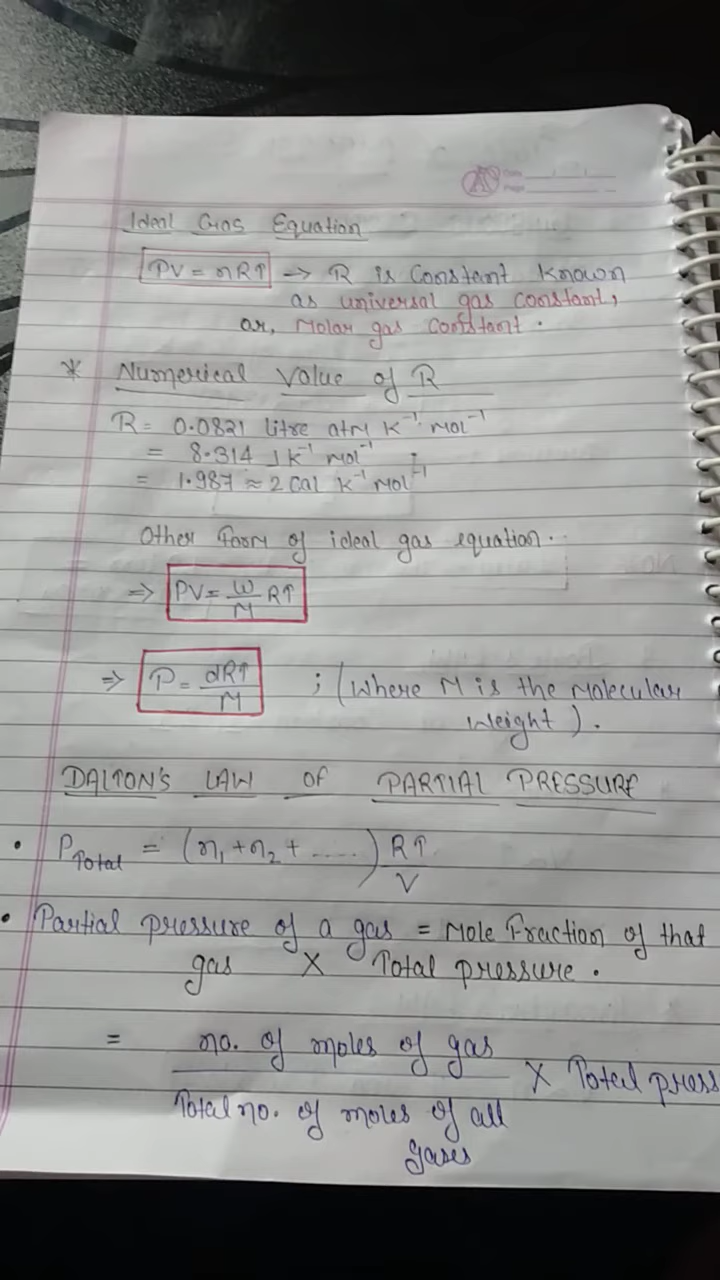 Date
Page
Ideal Gas Equation
PV = nRT → R is Constant Known
as universal gas constant,
or, Molar gas constant.
* Numerical Value of R
R = 0.0821 litre atm K⁻¹ mol⁻¹
= 8.314 J K⁻¹ mol⁻¹
= 1.987 ≈ 2 Cal K⁻¹ mol⁻¹
Other Form of ideal gas equation.
⇒ PV = w/M RT
⇒ P = dRT/M ; (Where M is the Molecular
Weight).
DALTON'S LAW OF PARTIAL PRESSURE
• P Total = (n₁ + n₂ + .....) RT/V
• Partial pressure of a gas = Mole Fraction of that
gas X Total pressure.
= no. of moles of gas X Total press
Total no. of moles of all
gases